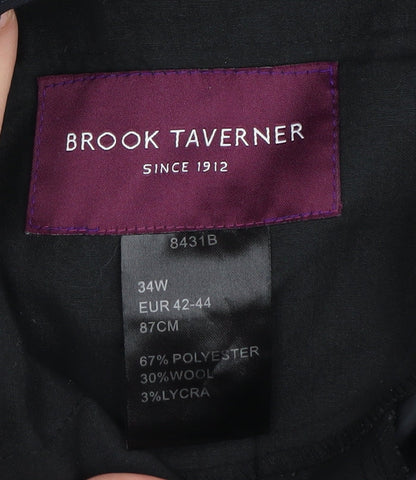 BROOK TAVERNER
SINCE 1912
8431B
34W
EUR 42-44
87CM
67% POLYESTER
30%WOOL
3%LYCRA